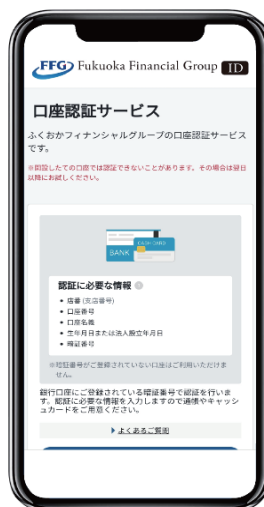 FFG Fukuoka Financial Group ID
口座認証サービス
ふくおかフィナンシャルグループの口座認証サービス
です。
※開設したての口座では認証できないことがあります。その場合は翌日
以降にお試しください。
CASH CARD
BANK
認証に必要な情報
• 店番 (支店番号)
• 口座番号
• 口座名義
• 生年月日または法人設立年月日
• 暗証番号
※暗証番号がご登録されていない口座はご利用いただけま
せん。
銀行口座にご登録されている暗証番号で認証を行いま
す。認証に必要な情報を入力しますので通帳やキャッシ
ュカードをご用意ください。
よくあるご質問